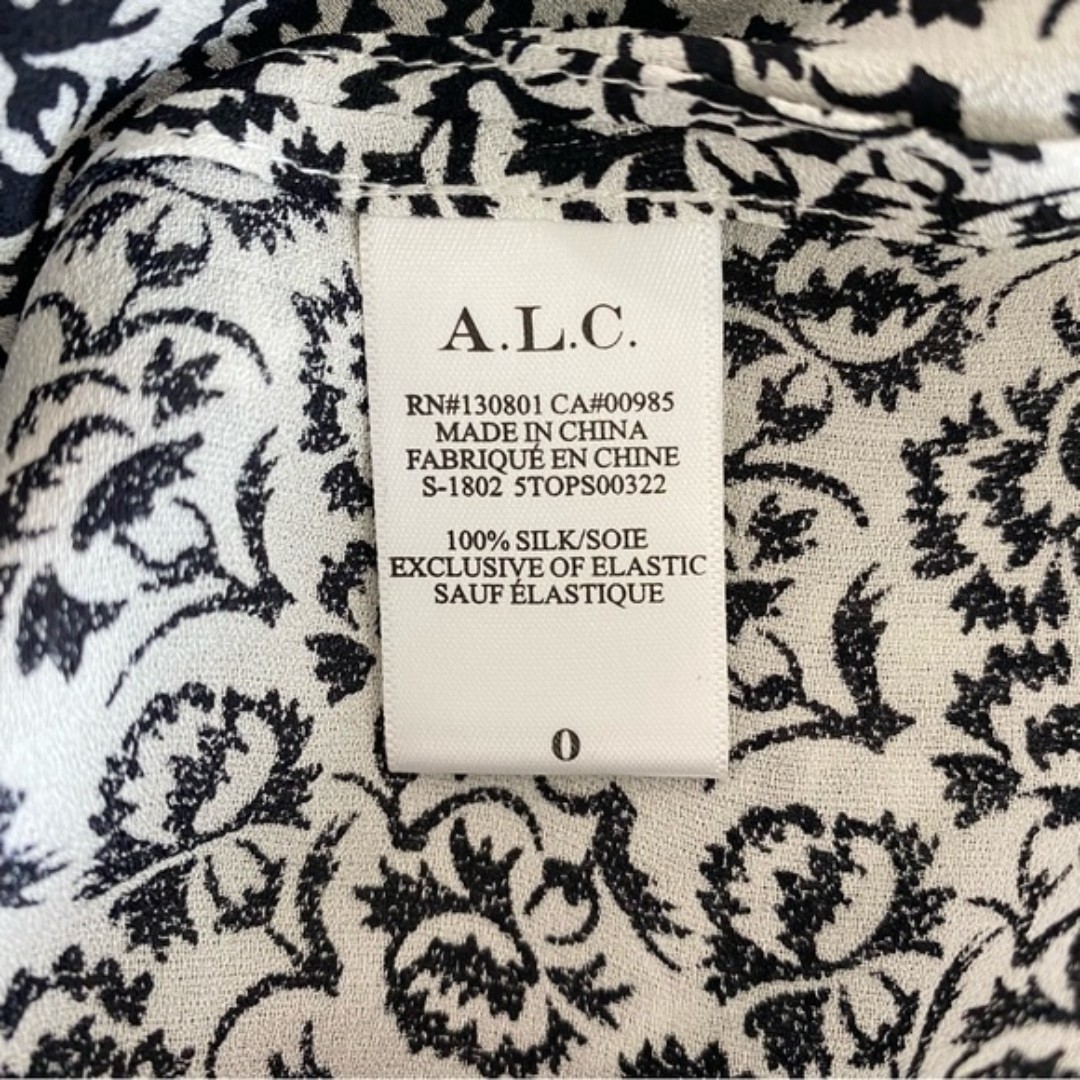 A.L.C.
RN#130801 CA#00985
MADE IN CHINA
FABRIQUÉ EN CHINE
S-1802 5TOPS00322
100% SILK/SOIE
EXCLUSIVE OF ELASTIC
SAUF ÉLASTIQUE
0